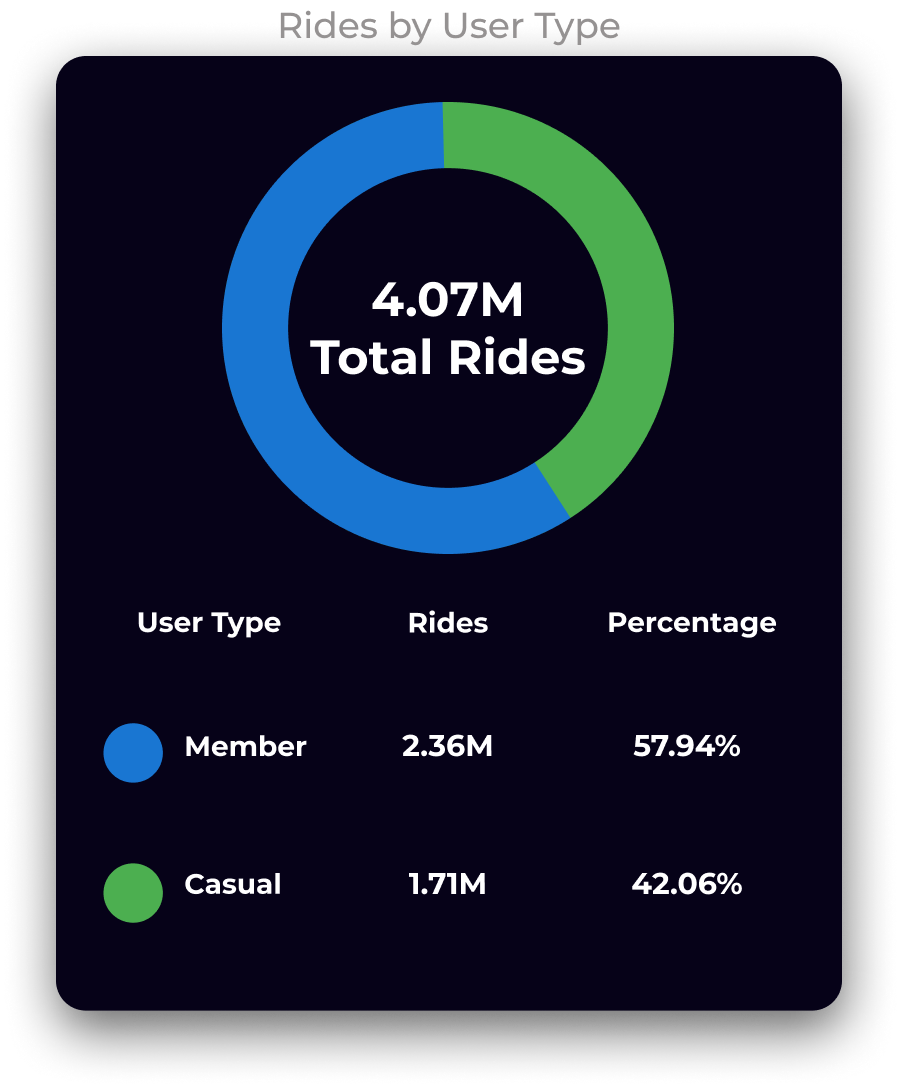 Rides by User Type
4.07M
Total Rides
User Type Rides Percentage
Member 2.36M 57.94%
Casual 1.71M 42.06%